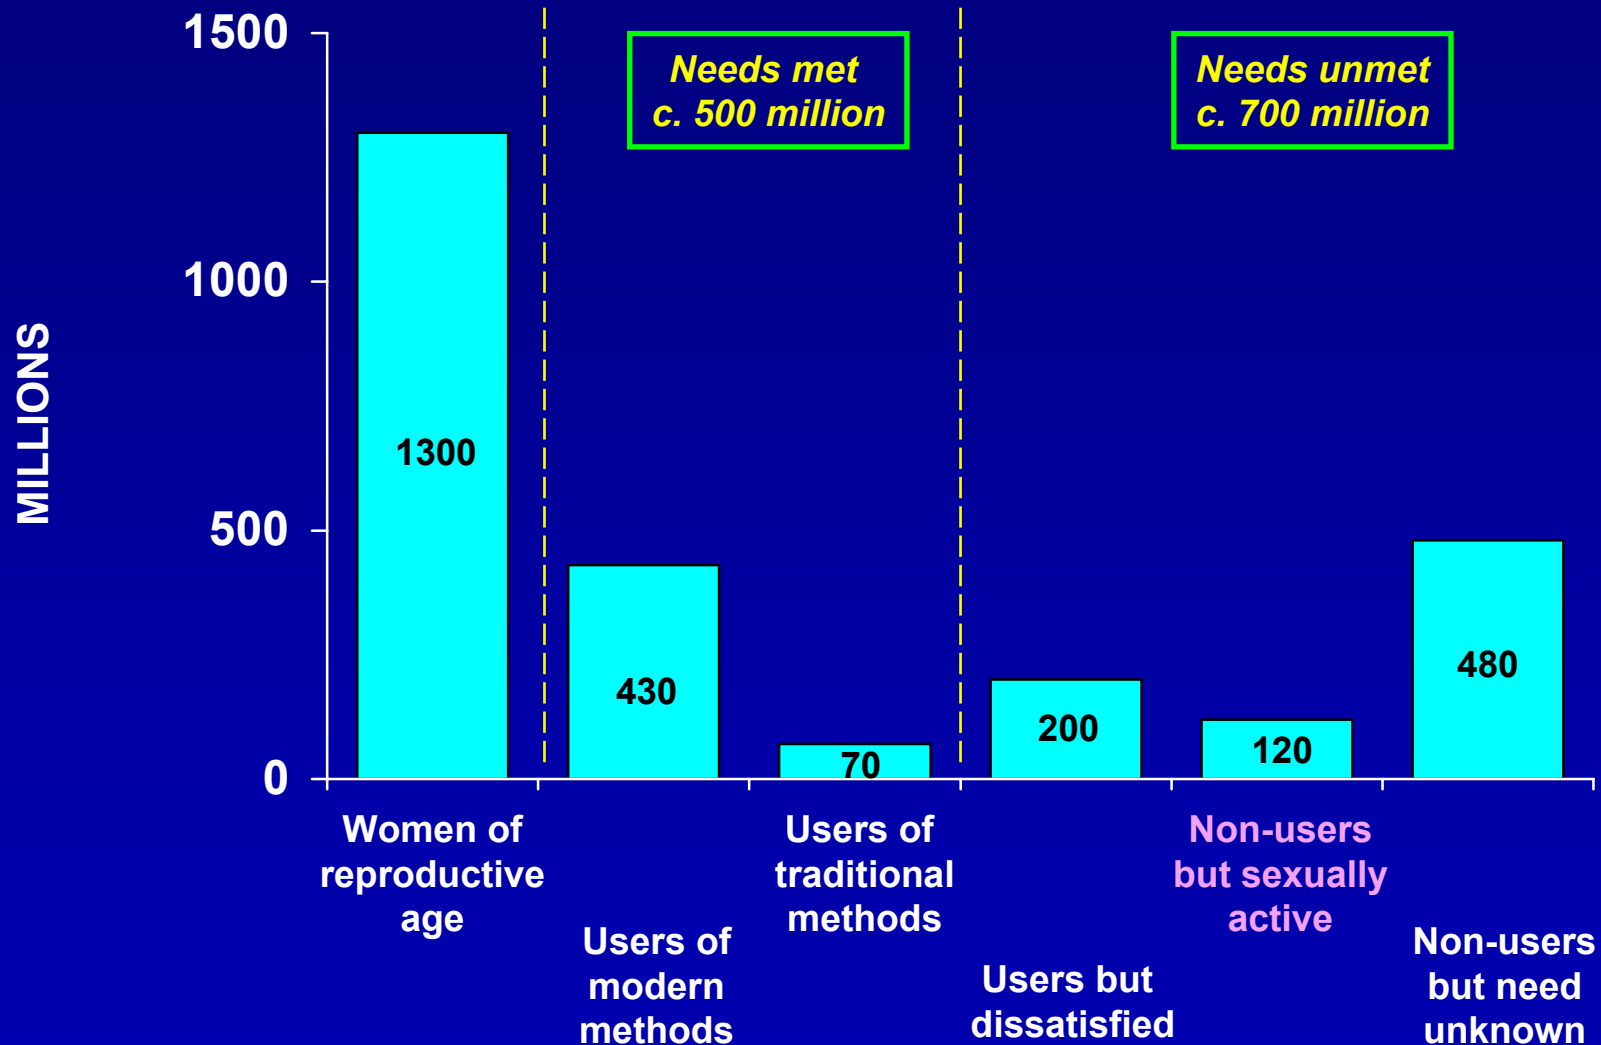 1500
1000
500
0
MILLIONS
Needs met
c. 500 million
Needs unmet
c. 700 million
1300
430
70
200
120
480
Women of
reproductive
age
Users of
modern
methods
Users of
traditional
methods
Users but
dissatisfied
Non-users
but sexually
active
Non-users
but need
unknown